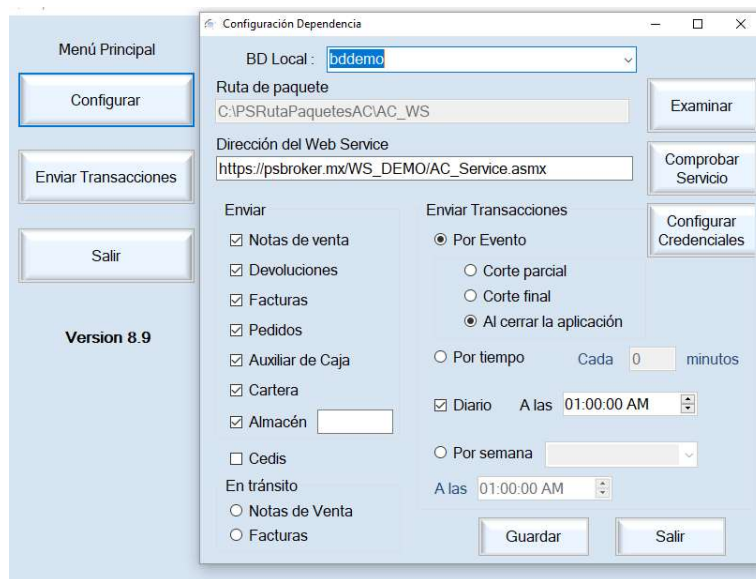 Configuración Dependencia
Menú Principal
Configurar
Enviar Transacciones
Salir
Version 8.9
BD Local : bddemo
Ruta de paquete
C:\PSRutaPaquetesAC\AC_WS
Examinar
Dirección del Web Service
https://psbroker.mx/WS_DEMO/AC_Service.asmx
Comprobar
Servicio
Configurar
Credenciales
Enviar
Notas de venta
Devoluciones
Facturas
Pedidos
Auxiliar de Caja
Cartera
Almacén
Cedis
En tránsito
Notas de Venta
Facturas
Enviar Transacciones
Por Evento
Corte parcial
Corte final
Al cerrar la aplicación
Por tiempo Cada 0 minutos
Diario A las 01:00:00 AM
Por semana
A las 01:00:00 AM
Guardar Salir